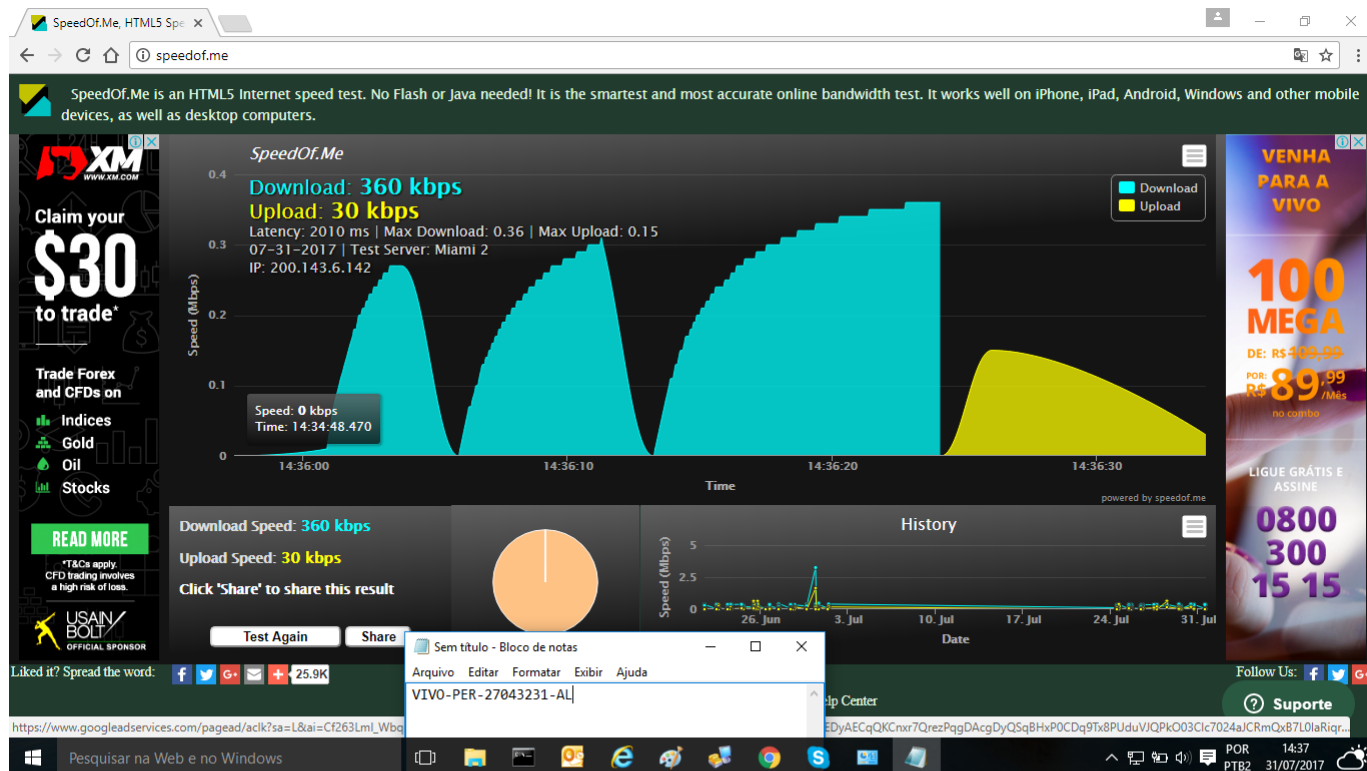 SpeedOf.Me, HTML5 Spe
speedof.me
SpeedOf.Me is an HTML5 Internet speed test. No Flash or Java needed! It is the smartest and most accurate online bandwidth test. It works well on iPhone, iPad, Android, Windows and other mobile
devices, as well as desktop computers.
XM
WWW.XM.COM
Claim your
$30
to trade*
Trade Forex
and CFDs on
Indices
Gold
Oil
Stocks
READ MORE
*T&Cs apply.
CFD trading involves
a high risk of loss.
USAIN
BOLT
OFFICIAL SPONSOR
SpeedOf.Me
Download: 360 kbps
Upload: 30 kbps
Latency: 2010 ms | Max Download: 0.36 | Max Upload: 0.15
07-31-2017 | Test Server: Miami 2
IP: 200.143.6.142
Download
Upload
Speed (Mbps)
0.4
0.3
0.2
0.1
0
Speed: 0 kbps
Time: 14:34:48.470
14:36:00 14:36:10 14:36:20 14:36:30
Time
powered by speedof.me
VENHA
PARA A
VIVO
100
MEGA
DE: R$ 109,99
POR:
R$ 89,99
/Mês
no combo
LIGUE GRÁTIS E
ASSINE
0800
300
15 15
Download Speed: 360 kbps
Upload Speed: 30 kbps
Click 'Share' to share this result
Test Again Share
History
Speed (Mbps)
5
2.5
0
26. Jun 3. Jul 10. Jul 17. Jul 24. Jul 31. Jul
Date
Liked it? Spread the word:
25.9K
Follow Us:
Sem título - Bloco de notas
Arquivo Editar Formatar Exibir Ajuda
VIVO-PER-27043231-AL
Center
Suporte
Pesquisar na Web e no Windows
POR
PTB2
14:37
31/07/2017